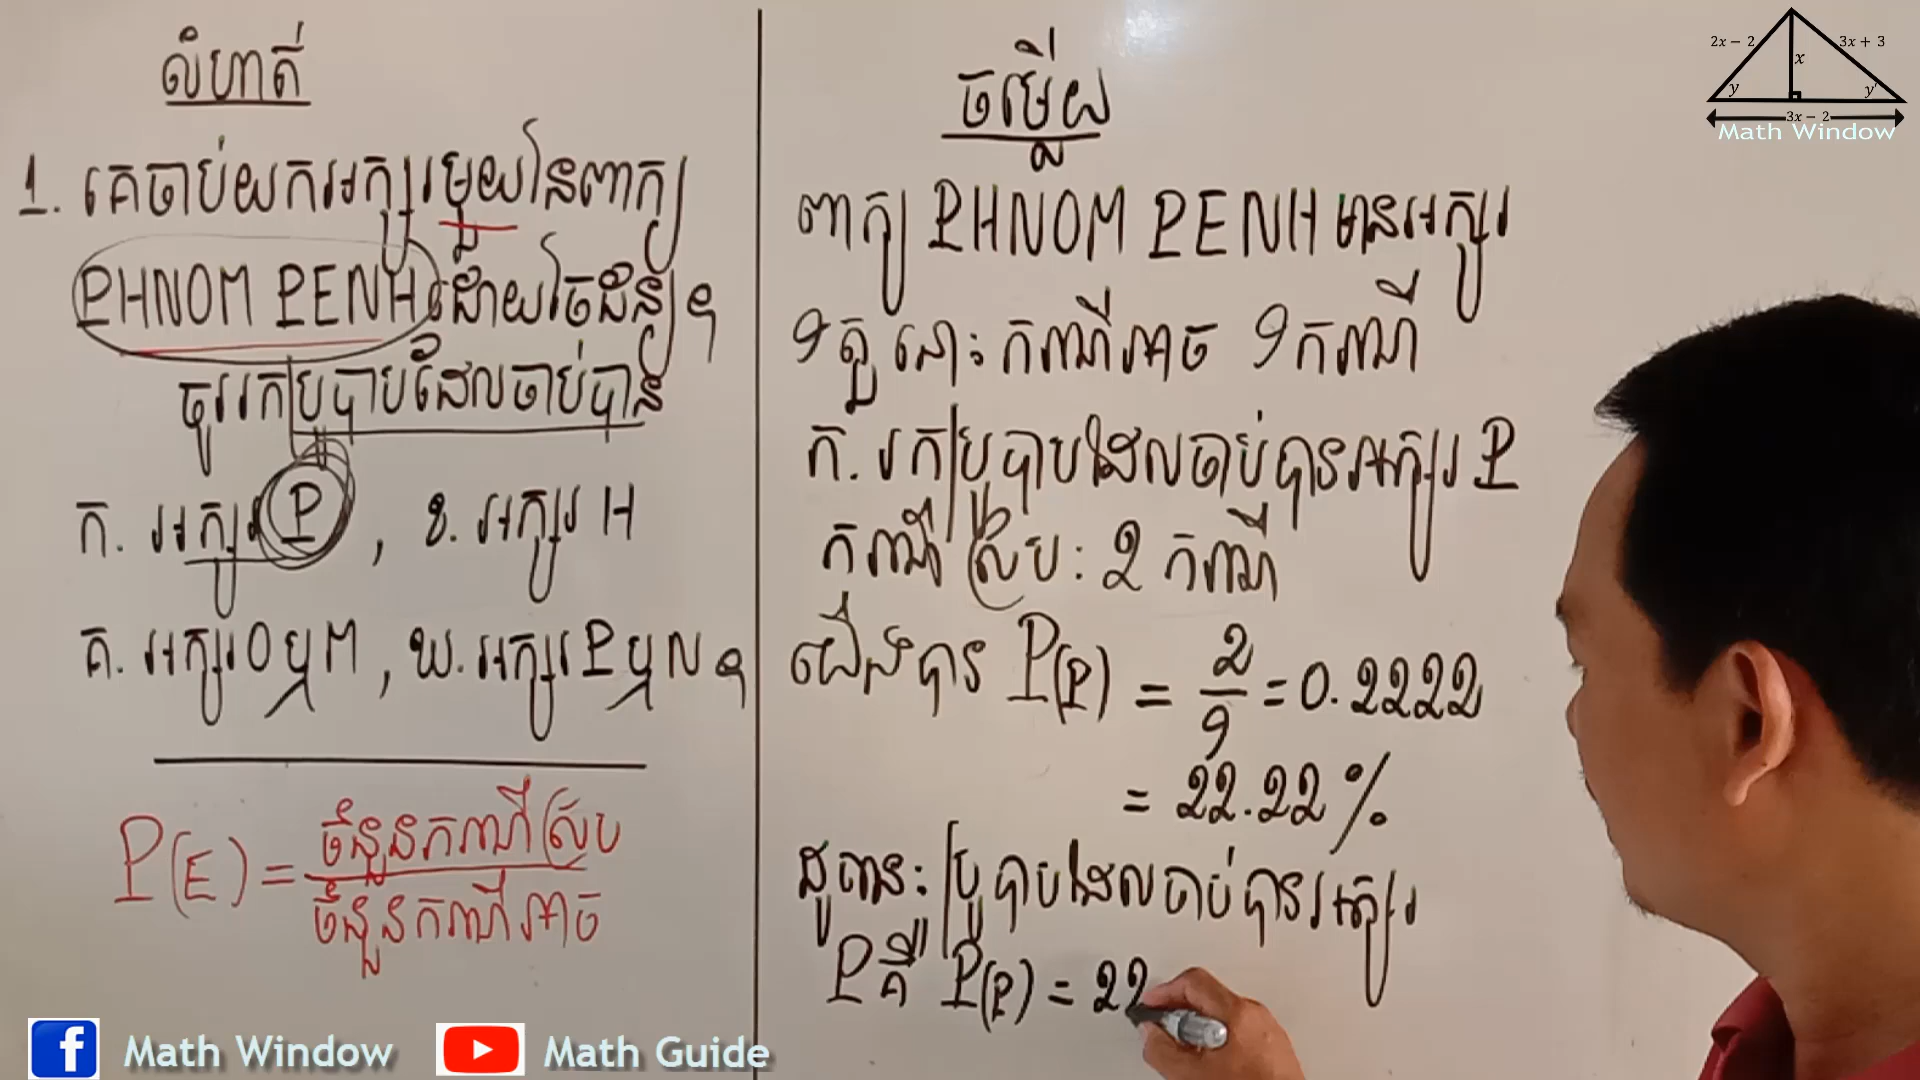 លំហាត់
1. គេចាប់យកអក្សរមួយនៃពាក្យ
PHNOM PENH ដោយចៃដន្យ ។
ចូររកប្រូបាបដែលចាប់បាន
ក. អក្សរ P , ខ. អក្សរ H
គ. អក្សរ O ឬ M , ឃ. អក្សរ P ឬ N ។
P(E) = ចំនួនករណីស្រប
ចំនួនករណីអាច
ចម្លើយ
ពាក្យ PHNOM PENH មានអក្សរ
9 តួ នោះ ករណីអាច 9 ករណី
ក. រកប្រូបាបដែលចាប់បានអក្សរ P
ករណីស្រប : 2 ករណី
យើងបាន P(P) = 2/9 = 0.2222
= 22.22 %
ដូចនេះ ប្រូបាបដែលចាប់បានអក្សរ
P គឺ P(P) = 22
2x − 2
3x + 3
x
y
y'
3x − 2
Math Window
Math Window
Math Guide